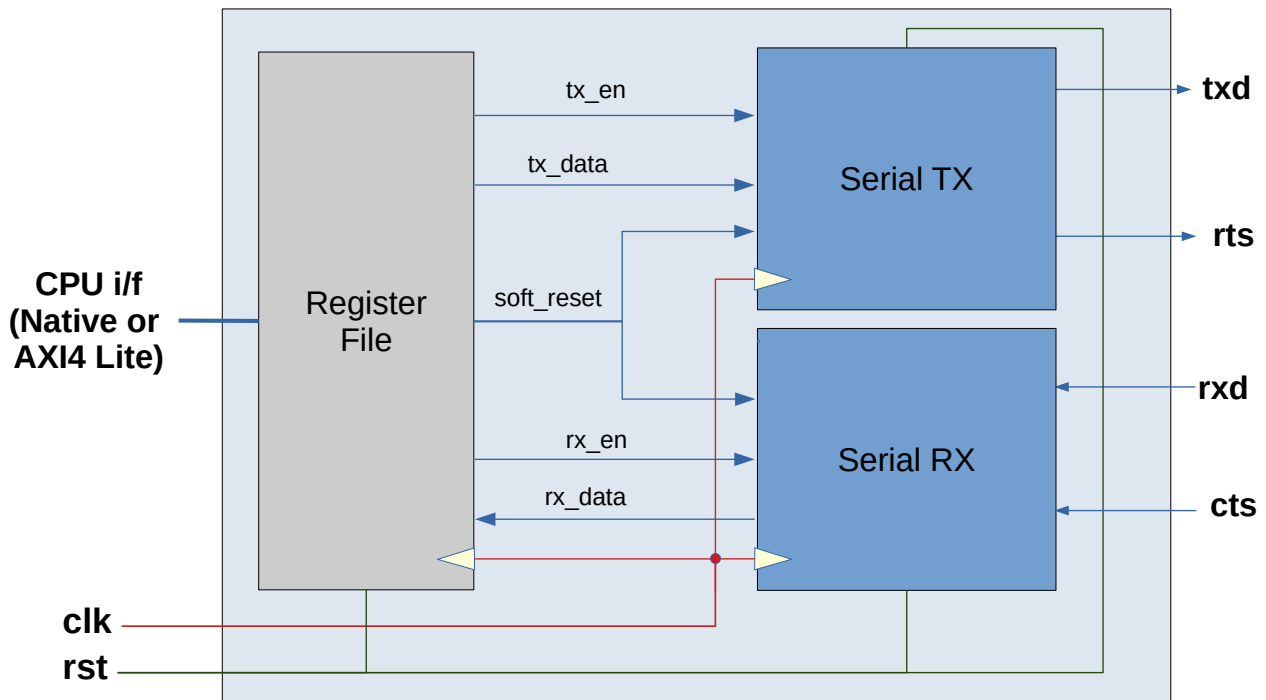 tx_en
txd
tx_data
Serial TX
rts
CPU i/f
(Native or
AXI4 Lite)
Register
File
soft_reset
rxd
rx_en
Serial RX
rx_data
cts
clk
rst